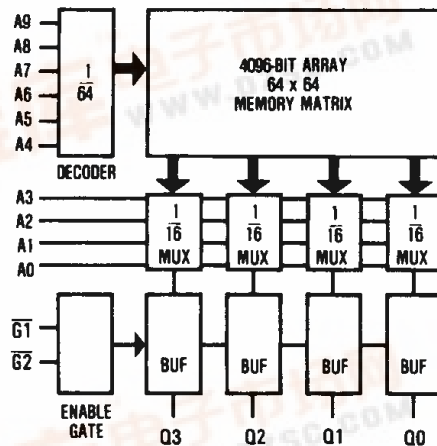 A9
A8
A7
A6
A5
A4
1
64
DECODER
4096-BIT ARRAY
64 x 64
MEMORY MATRIX
A3
A2
A1
A0
1
16
MUX
1
16
MUX
1
16
MUX
1
16
MUX
G1
G2
ENABLE
GATE
BUF
BUF
BUF
BUF
Q3
Q2
Q1
Q0